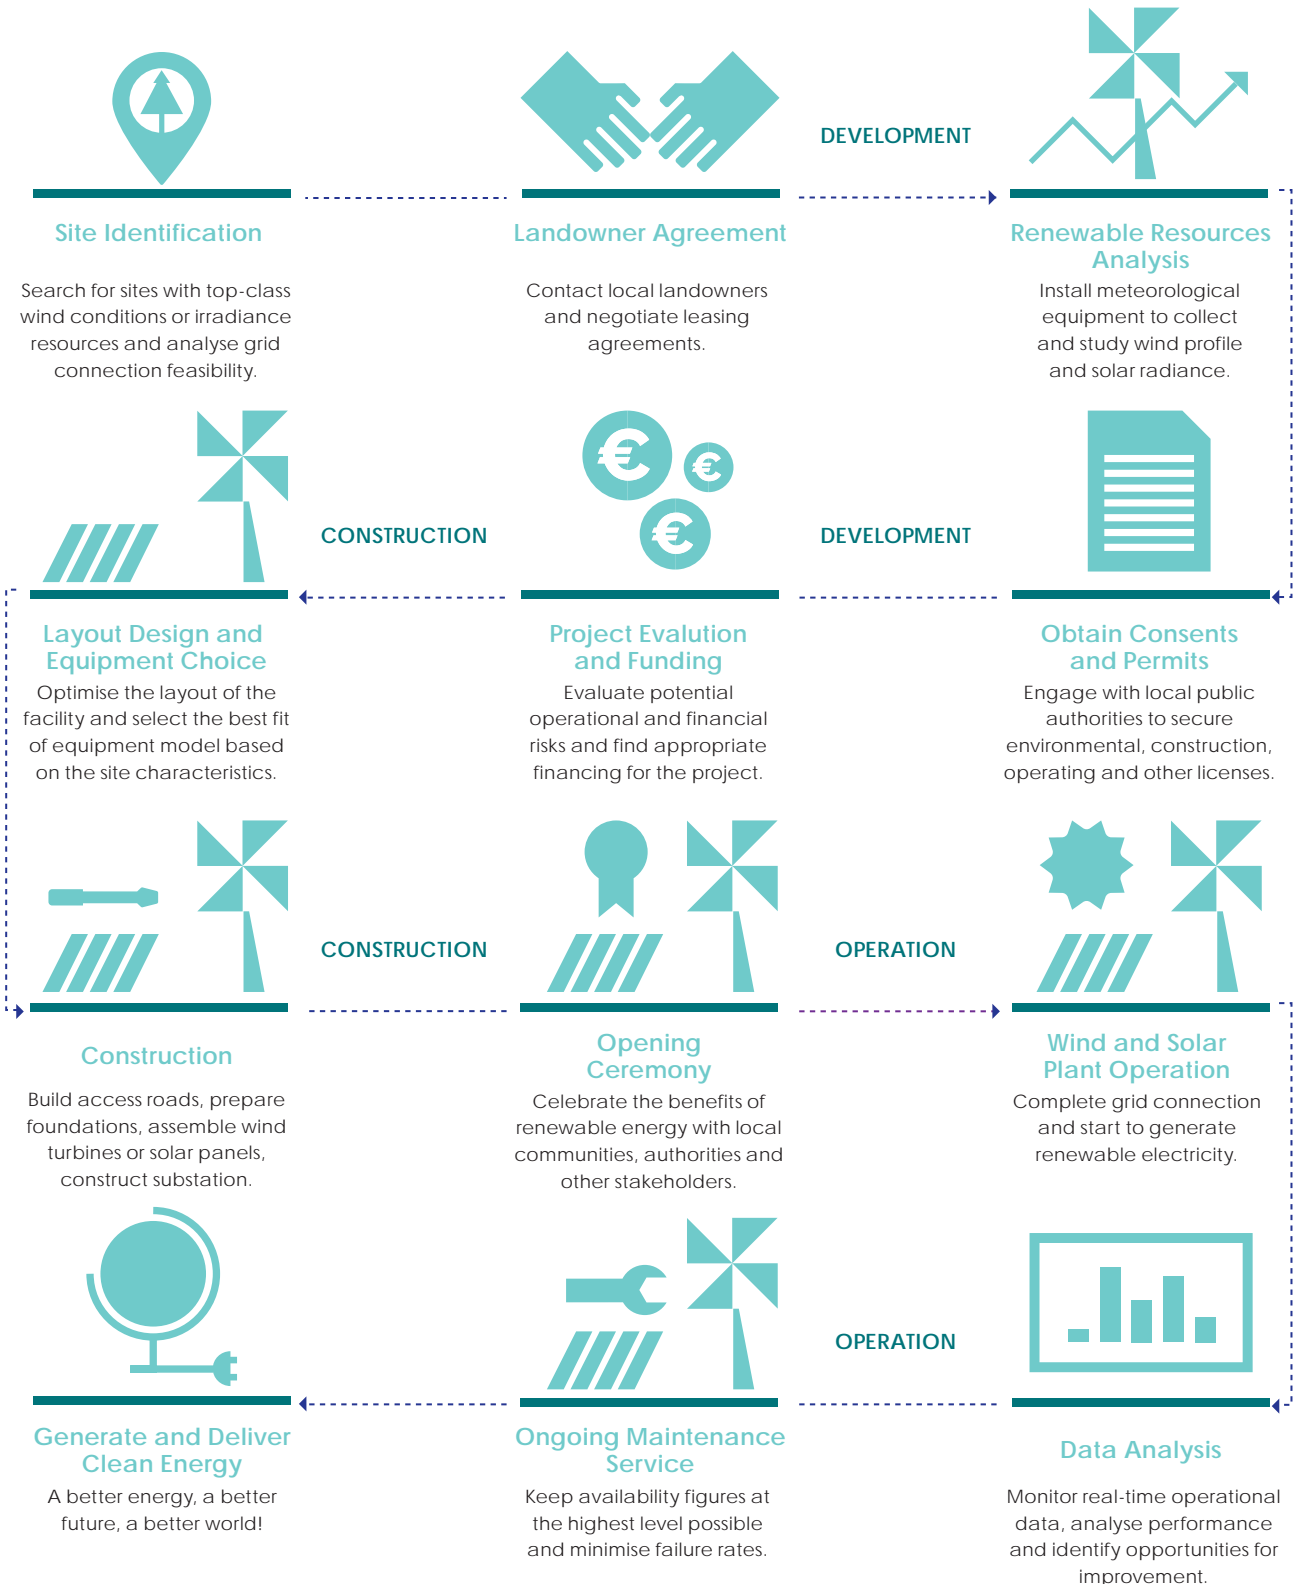 DEVELOPMENT
Site Identification
Search for sites with top-class
wind conditions or irradiance
resources and analyse grid
connection feasibility.
Landowner Agreement
Contact local landowners
and negotiate leasing
agreements.
Renewable Resources
Analysis
Install meteorological
equipment to collect
and study wind profile
and solar radiance.
CONSTRUCTION
DEVELOPMENT
Layout Design and
Equipment Choice
Optimise the layout of the
facility and select the best fit
of equipment model based
on the site characteristics.
€
€
€
Project Evalution
and Funding
Evaluate potential
operational and financial
risks and find appropriate
financing for the project.
Obtain Consents
and Permits
Engage with local public
authorities to secure
environmental, construction,
operating and other licenses.
CONSTRUCTION
OPERATION
Construction
Build access roads, prepare
foundations, assemble wind
turbines or solar panels,
construct substation.
Opening
Ceremony
Celebrate the benefits of
renewable energy with local
communities, authorities and
other stakeholders.
Wind and Solar
Plant Operation
Complete grid connection
and start to generate
renewable electricity.
OPERATION
Generate and Deliver
Clean Energy
A better energy, a better
future, a better world!
Ongoing Maintenance
Service
Keep availability figures at
the highest level possible
and minimise failure rates.
Data Analysis
Monitor real-time operational
data, analyse performance
and identify opportunities for
improvement.